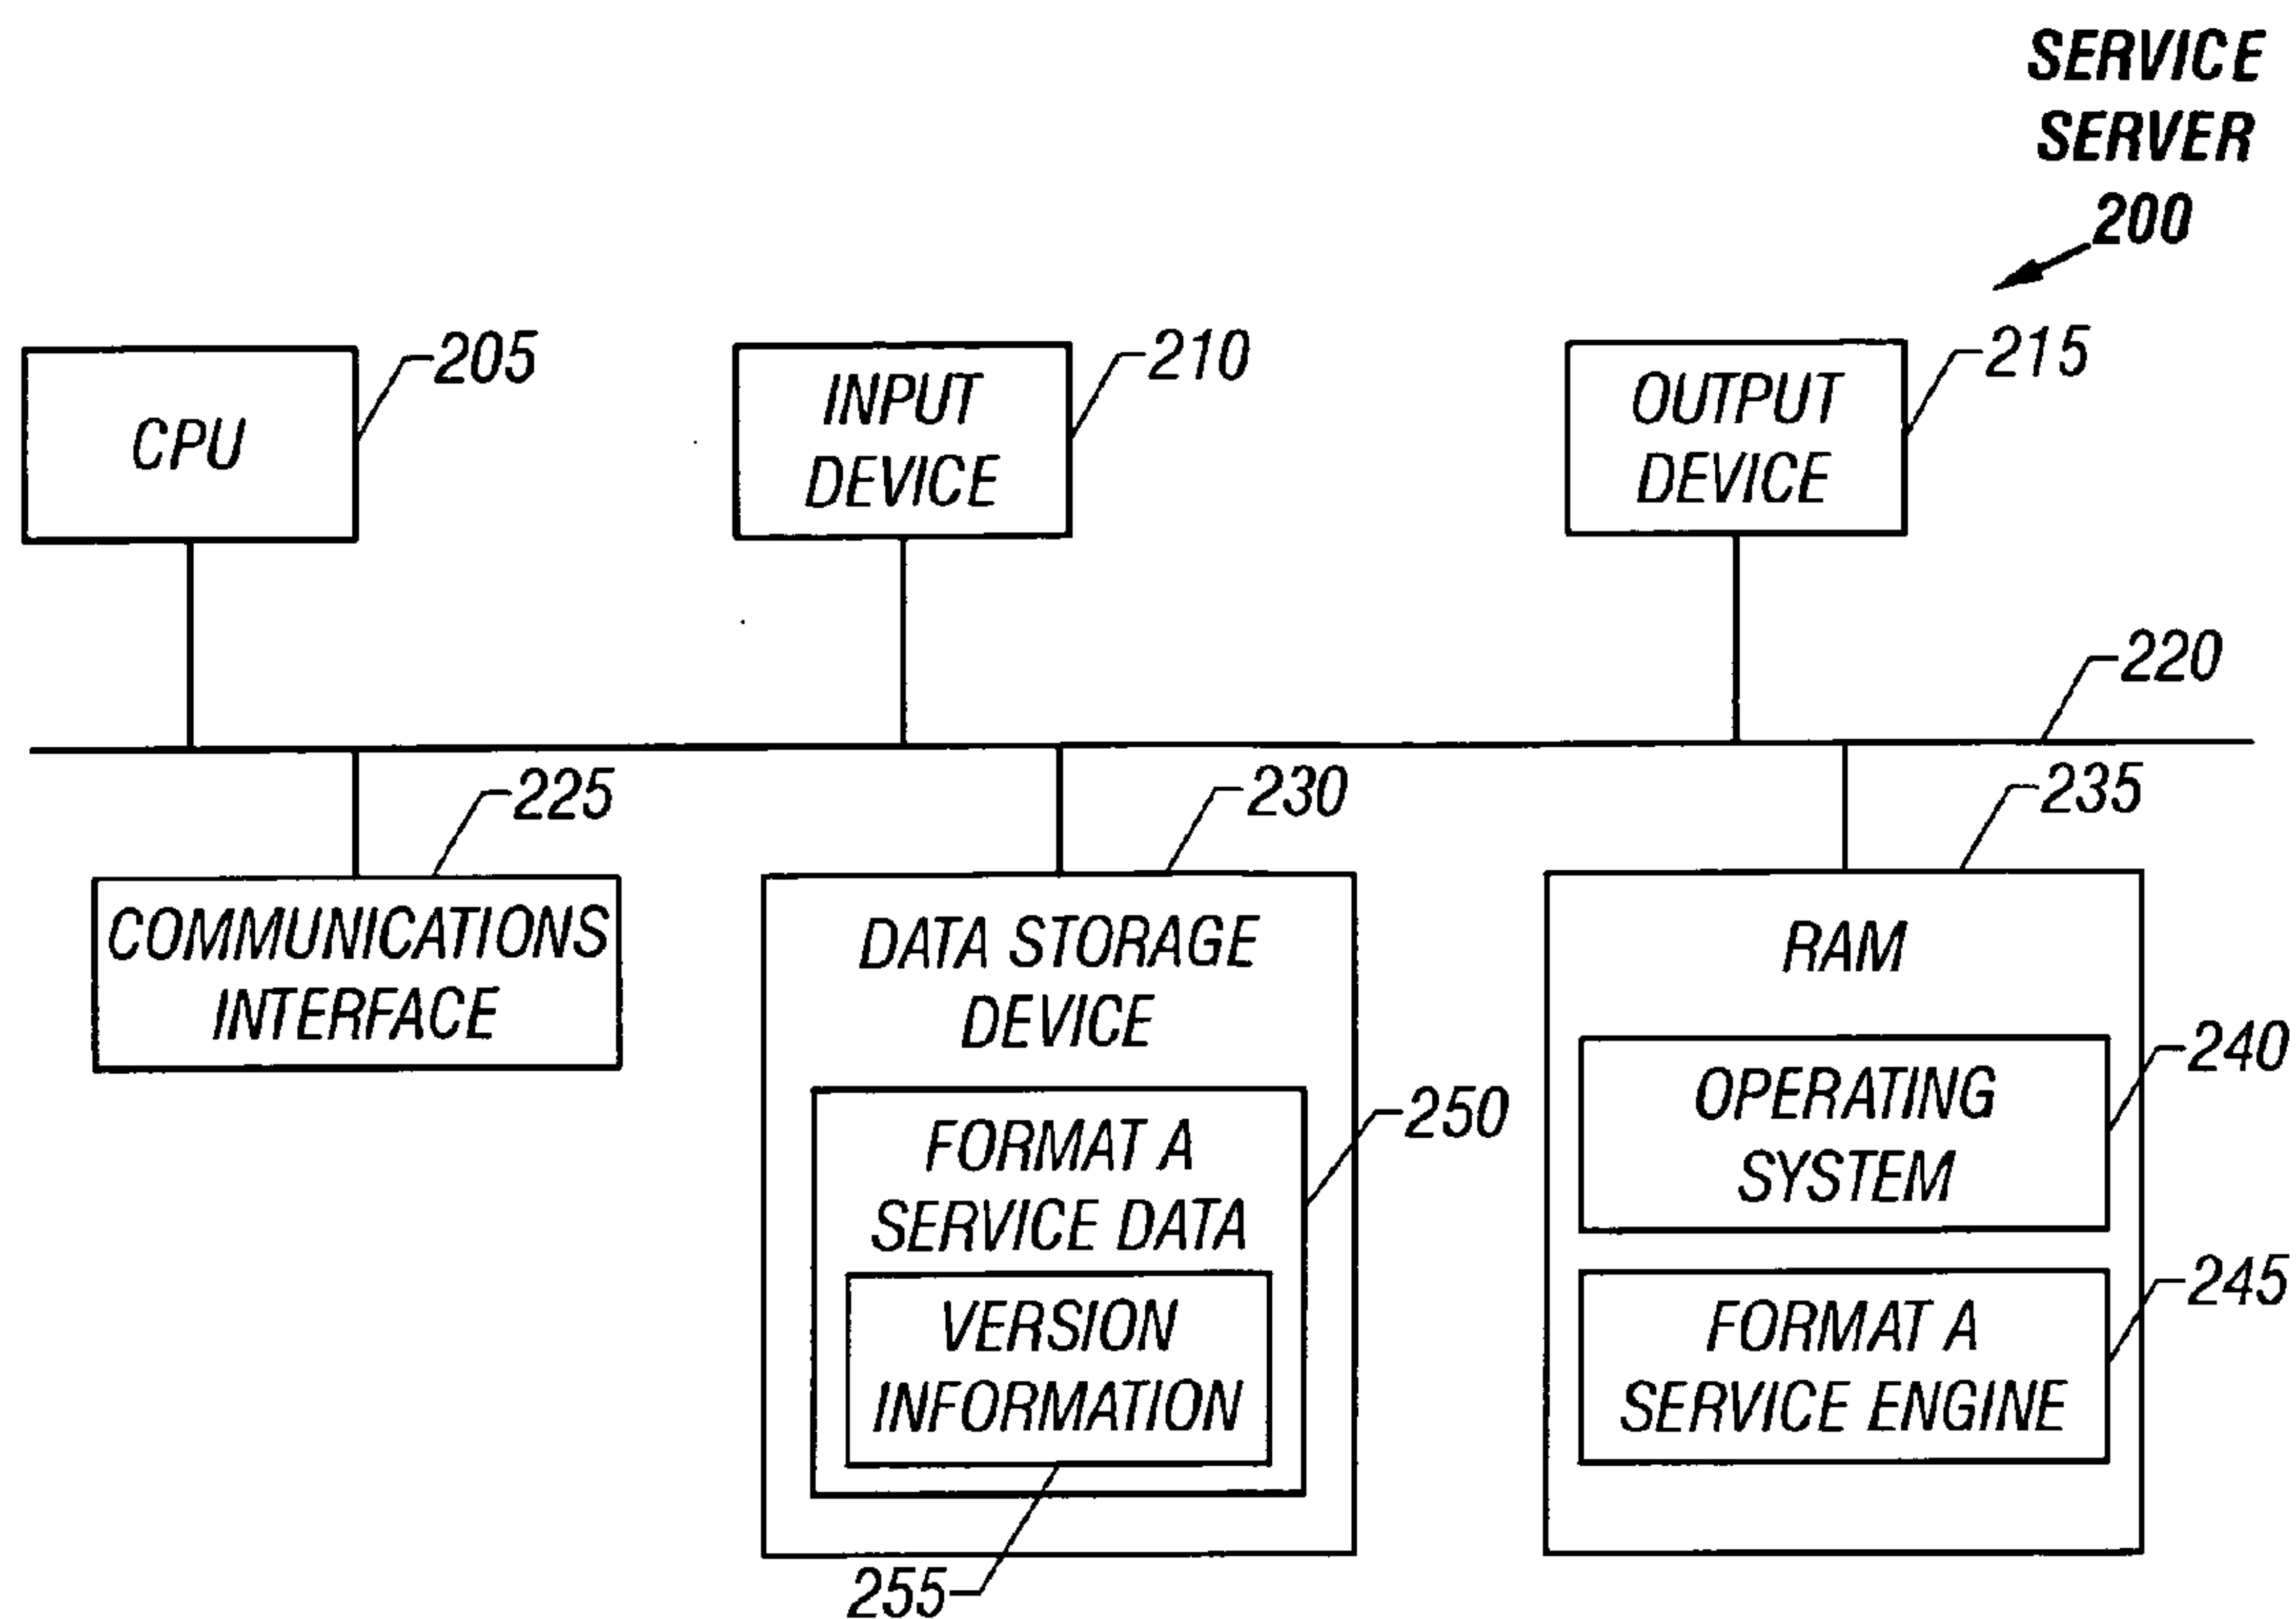 SERVICE
SERVER
200
CPU
205
INPUT
DEVICE
210
OUTPUT
DEVICE
215
220
225
COMMUNICATIONS
INTERFACE
230
DATA STORAGE
DEVICE
FORMAT A
SERVICE DATA
250
VERSION
INFORMATION
255
235
RAM
OPERATING
SYSTEM
240
FORMAT A
SERVICE ENGINE
245